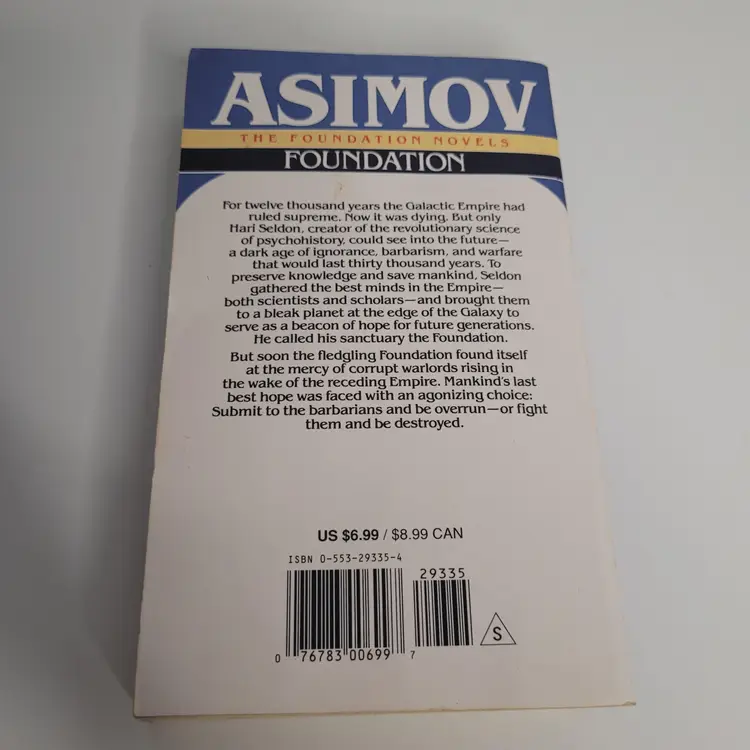 ASIMOV
THE FOUNDATION NOVELS
FOUNDATION
For twelve thousand years the Galactic Empire had
ruled supreme. Now it was dying. But only
Hari Seldon, creator of the revolutionary science
of psychohistory, could see into the future—
a dark age of ignorance, barbarism, and warfare
that would last thirty thousand years. To
preserve knowledge and save mankind, Seldon
gathered the best minds in the Empire—
both scientists and scholars—and brought them
to a bleak planet at the edge of the Galaxy to
serve as a beacon of hope for future generations.
He called his sanctuary the Foundation.
But soon the fledgling Foundation found itself
at the mercy of corrupt warlords rising in
the wake of the receding Empire. Mankind's last
best hope was faced with an agonizing choice:
Submit to the barbarians and be overrun—or fight
them and be destroyed.
US $6.99 / $8.99 CAN
ISBN 0-553-29335-4
29335
S
0 76783 00699 7